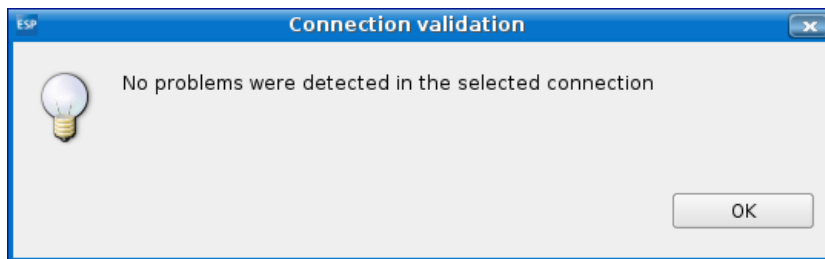 ESP Connection validation
No problems were detected in the selected connection
OK